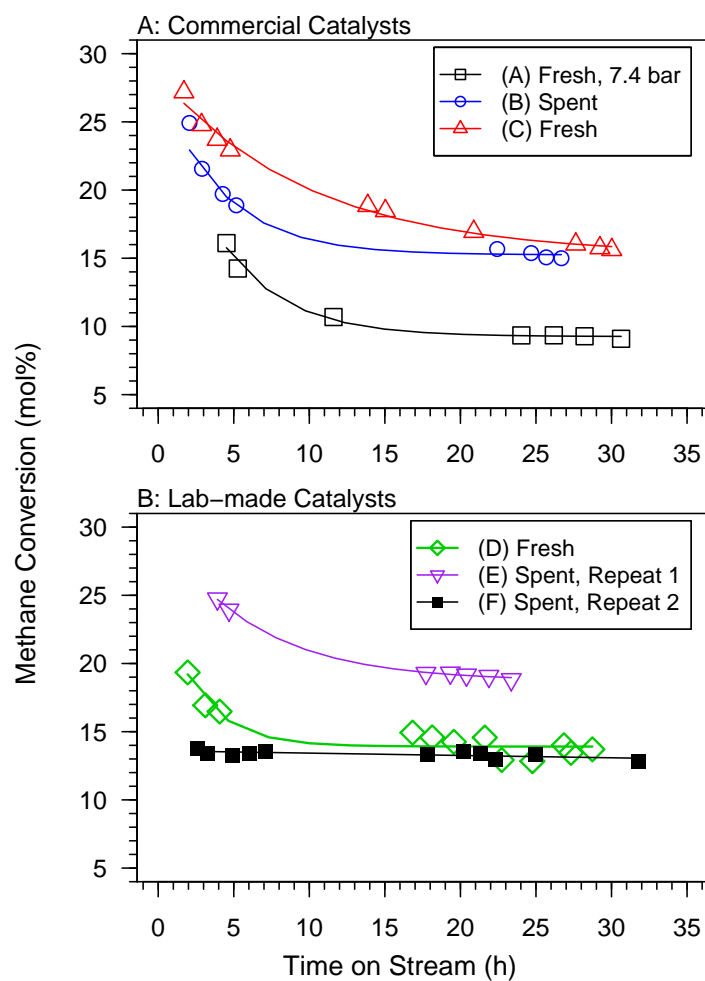 A: Commercial Catalysts
(A) Fresh, 7.4 bar
(B) Spent
(C) Fresh
30
25
20
15
10
5
0 5 10 15 20 25 30 35
B: Lab−made Catalysts
(D) Fresh
(E) Spent, Repeat 1
(F) Spent, Repeat 2
30
25
20
15
10
5
0 5 10 15 20 25 30 35
Methane Conversion (mol%)
Time on Stream (h)